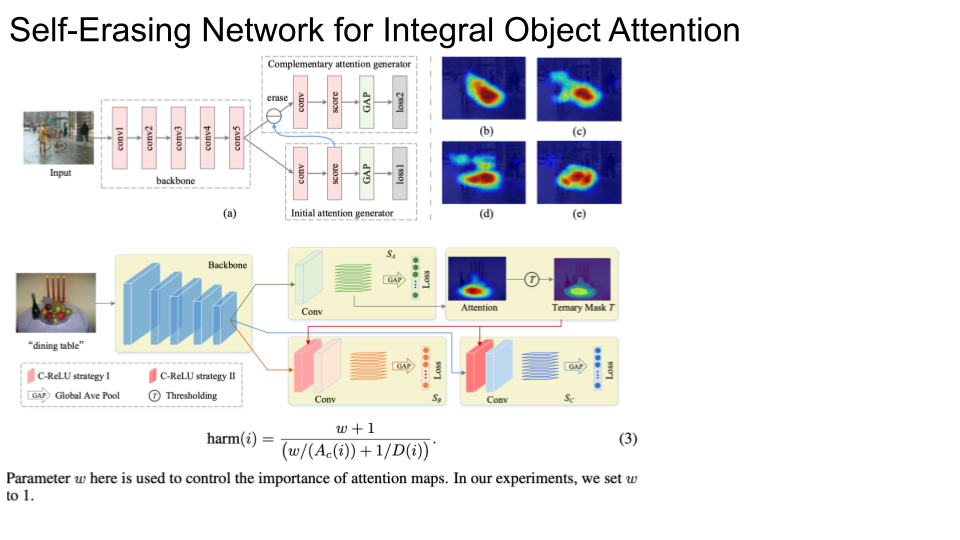 Self-Erasing Network for Integral Object Attention
Complementary attention generator
erase
conv
score
GAP
loss2
conv1
conv2
conv3
conv4
conv5
Input
backbone
conv
score
GAP
loss1
(a)
Initial attention generator
(b)
(c)
(d)
(e)
Backbone
S_A
GAP
Loss
Conv
T
Attention
Ternary Mask T
"dining table"
C-ReLU strategy I
C-ReLU strategy II
GAP
Global Ave Pool
T
Thresholding
GAP
Loss
Conv
S_B
GAP
Loss
Conv
S_C
harm(i) = w + 1 / (w/(A_c(i)) + 1/D(i)) . (3)
Parameter w here is used to control the importance of attention maps. In our experiments, we set w
to 1.